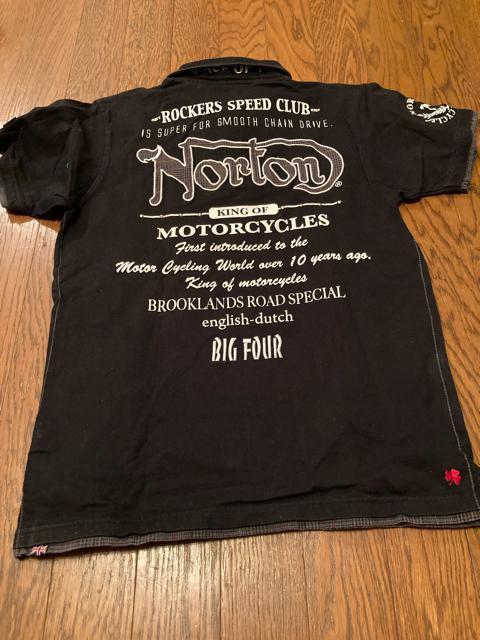 ROCKERS SPEED CLUB
IS SUPER FOR SMOOTH CHAIN DRIVE.
Norton®
KING OF
MOTORCYCLES
First introduced to the
Motor Cycling World over 10 years ago.
King of motorcycles
BROOKLANDS ROAD SPECIAL
english-dutch
BIG FOUR